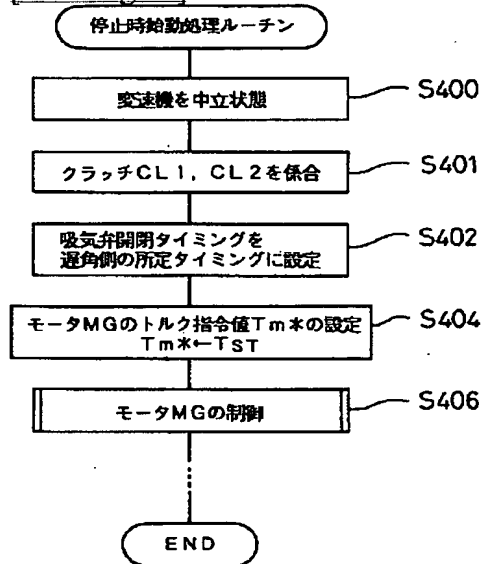 停止時始動処理ルーチン
変速機を中立状態
S400
クラッチCL1，CL2を係合
S401
吸気弁開閉タイミングを
遅角側の所定タイミングに設定
S402
モータMGのトルク指令値Tm*の設定
Tm*←TST
S404
モータMGの制御
S406
END